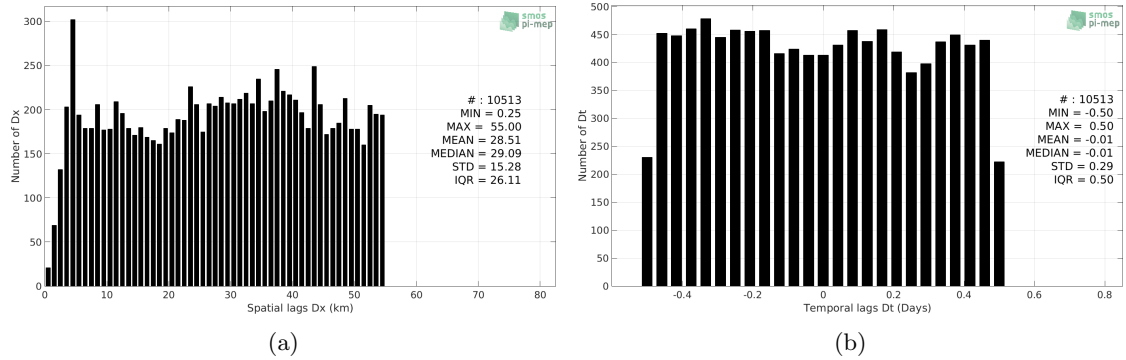 smos
pi-mep
# : 10513
MIN = 0.25
MAX = 55.00
MEAN = 28.51
MEDIAN = 29.09
STD = 15.28
IQR = 26.11
Number of Dx
300
250
200
150
100
50
0
0 10 20 30 40 50 60 70 80
Spatial lags Dx (km)
(a)
smos
pi-mep
# : 10513
MIN = -0.50
MAX = 0.50
MEAN = -0.01
MEDIAN = -0.01
STD = 0.29
IQR = 0.50
Number of Dt
500
450
400
350
300
250
200
150
100
50
0
-0.4 -0.2 0 0.2 0.4 0.6 0.8
Temporal lags Dt (Days)
(b)